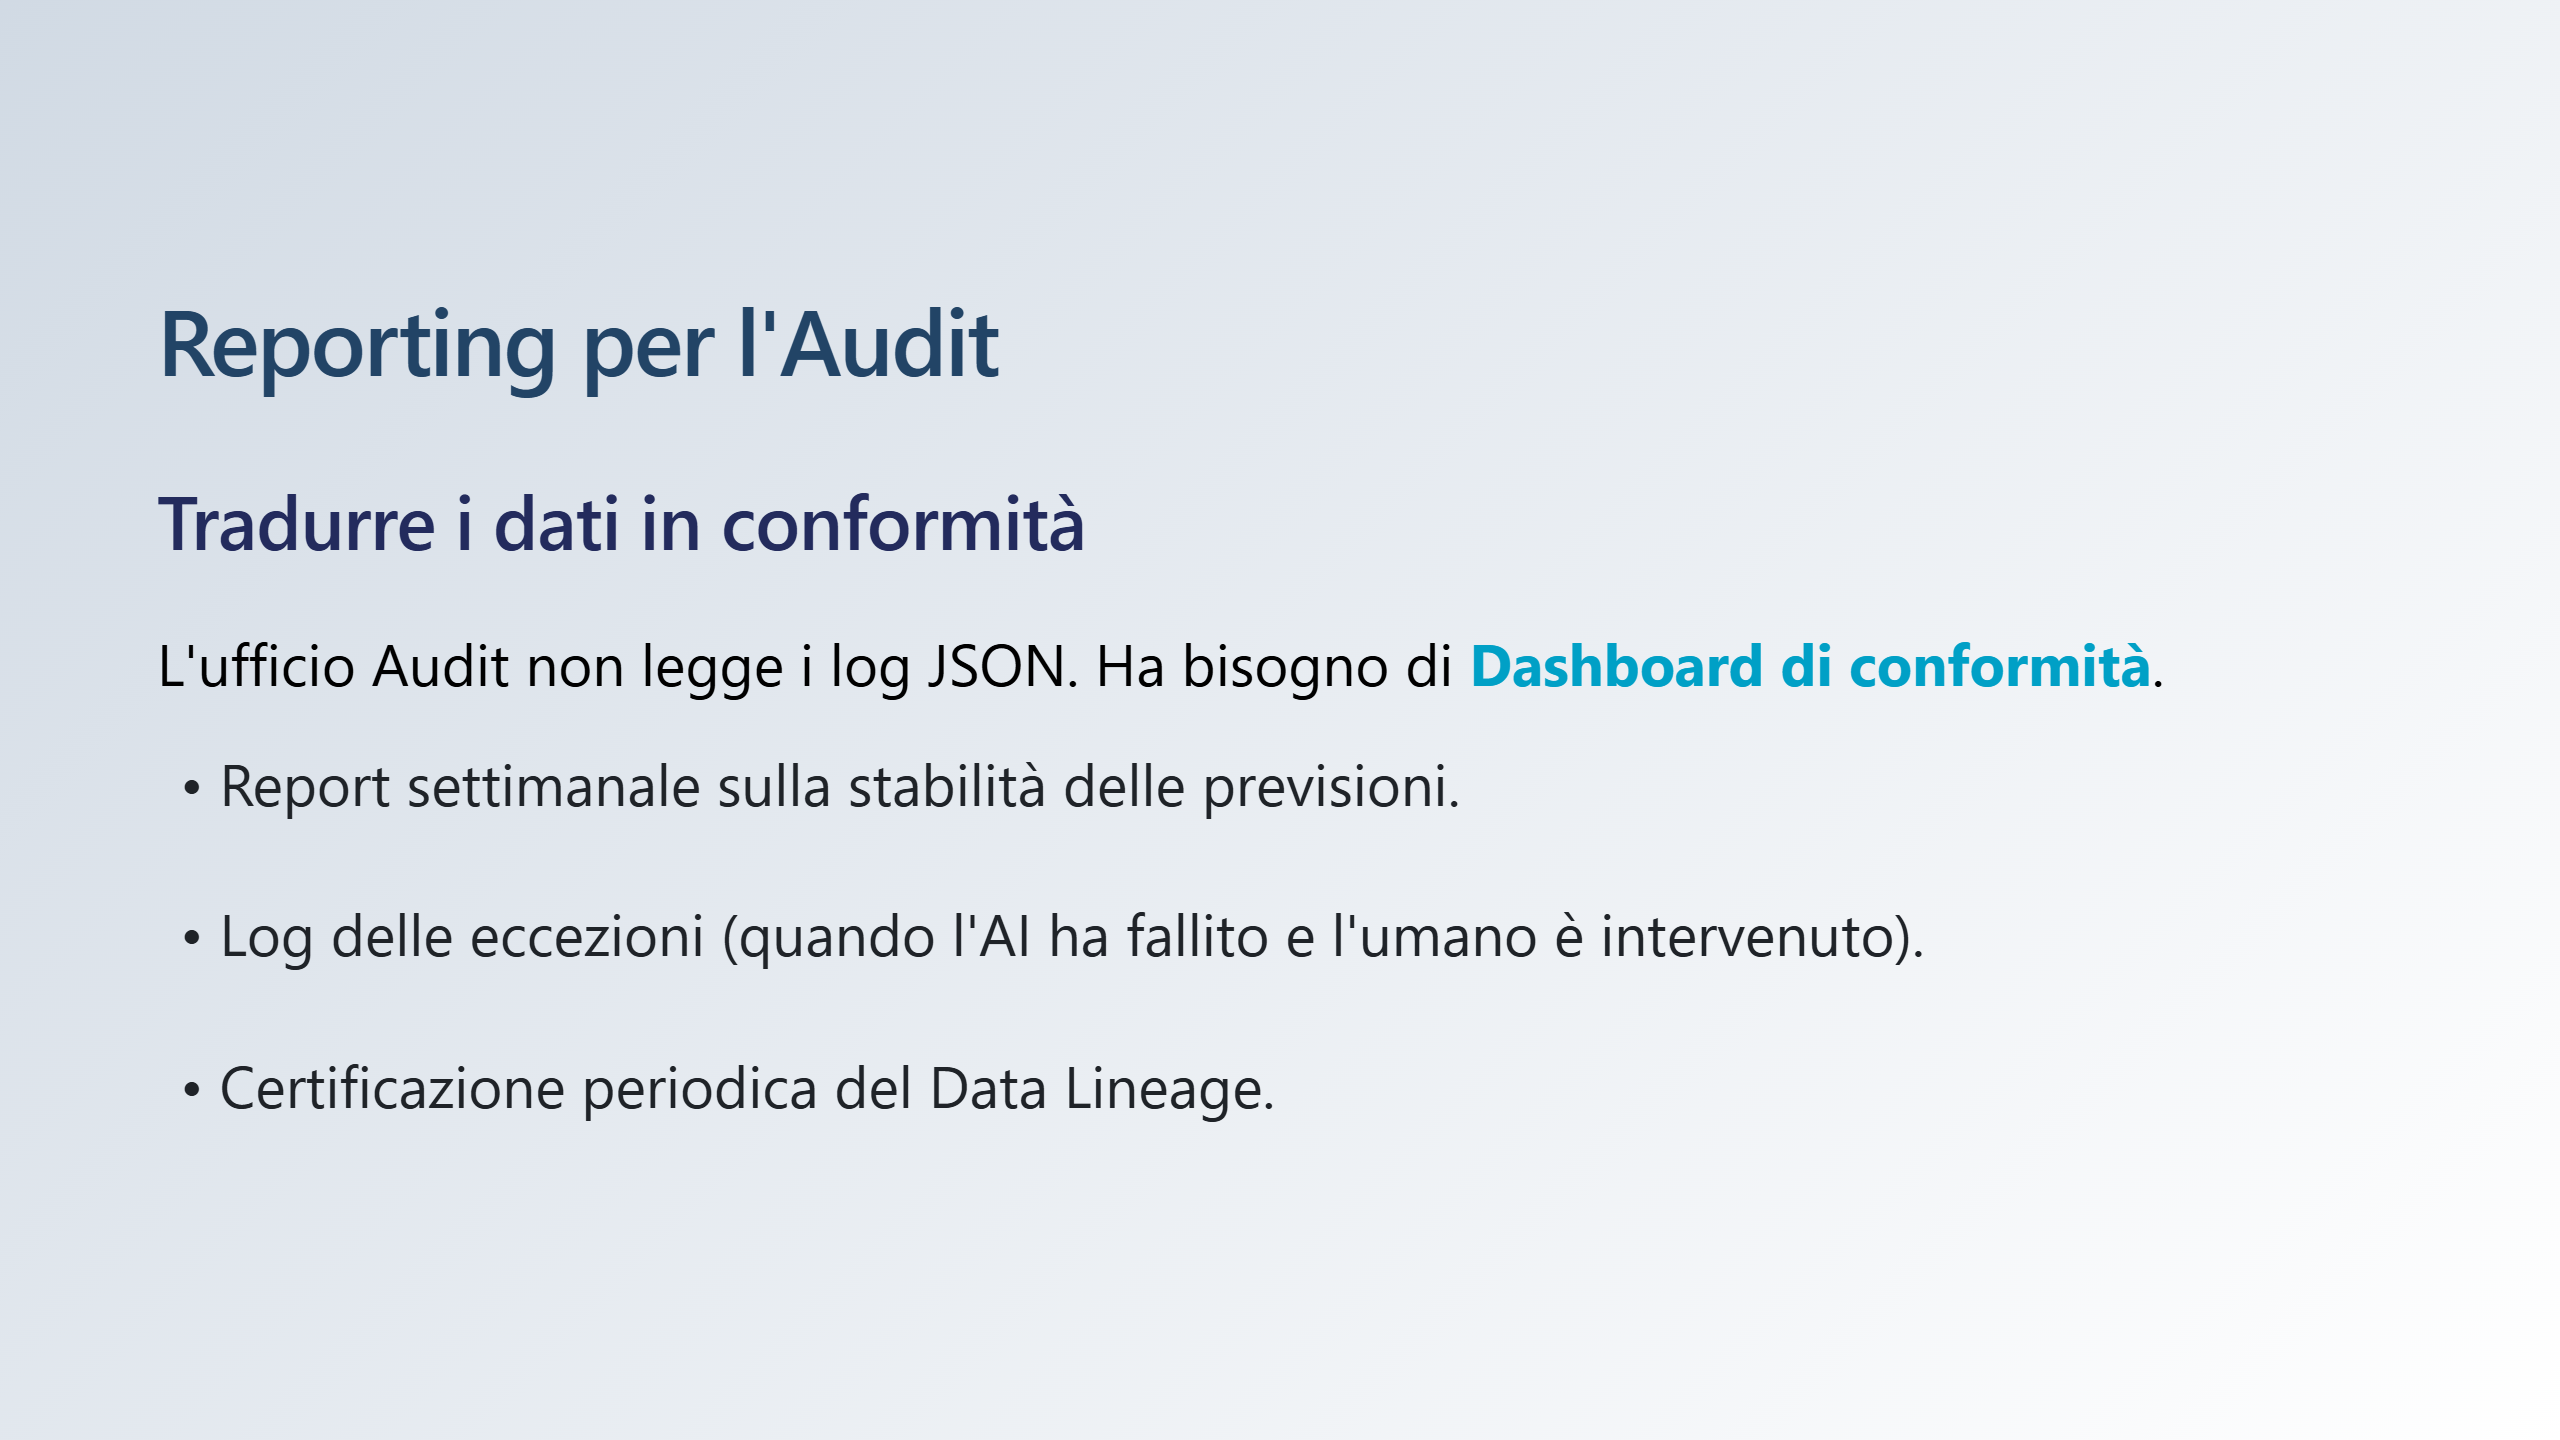 Reporting per l'Audit
Tradurre i dati in conformità
L'ufficio Audit non legge i log JSON. Ha bisogno di Dashboard di conformità.
• Report settimanale sulla stabilità delle previsioni.
• Log delle eccezioni (quando l'AI ha fallito e l'umano è intervenuto).
• Certificazione periodica del Data Lineage.